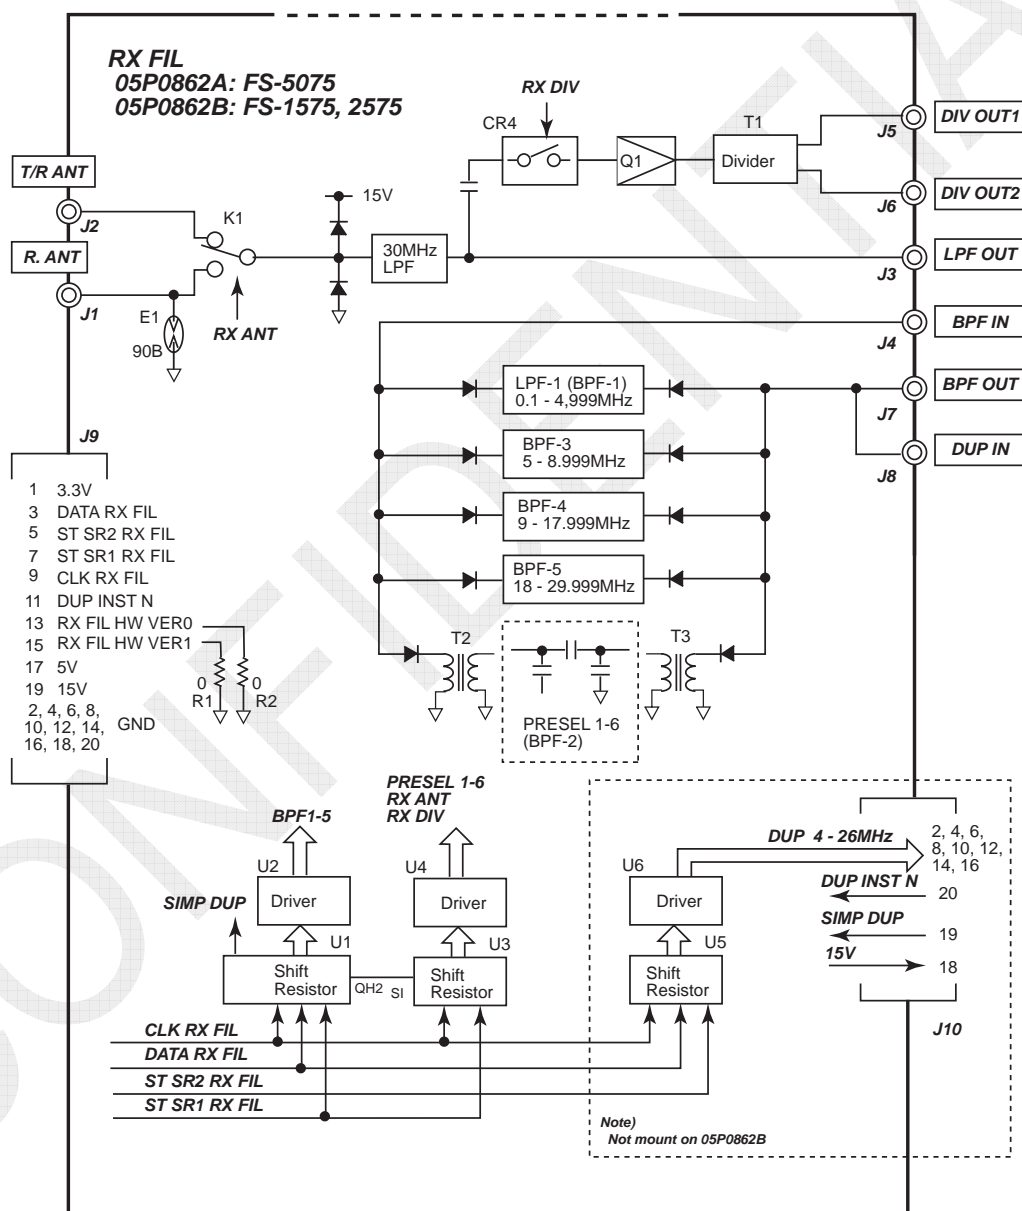 RX FIL
05P0862A: FS-5075
05P0862B: FS-1575, 2575
RX DIV
CR4
T1
Q1
Divider
J5
DIV OUT1
J6
DIV OUT2
T/R ANT
J2
K1
15V
R. ANT
30MHz
LPF
J3
LPF OUT
J1
E1
90B
RX ANT
J4
BPF IN
LPF-1 (BPF-1)
0.1 - 4,999MHz
J7
BPF OUT
BPF-3
5 - 8.999MHz
J8
DUP IN
BPF-4
9 - 17.999MHz
BPF-5
18 - 29.999MHz
T2
T3
PRESEL 1-6
(BPF-2)
J9
1 3.3V
3 DATA RX FIL
5 ST SR2 RX FIL
7 ST SR1 RX FIL
9 CLK RX FIL
11 DUP INST N
13 RX FIL HW VER0
15 RX FIL HW VER1
17 5V
19 15V
2, 4, 6, 8,
10, 12, 14,
16, 18, 20
GND
0
R1
0
R2
BPF1-5
PRESEL 1-6
RX ANT
RX DIV
U2
Driver
U4
Driver
U6
Driver
SIMP DUP
U1
Shift
Resistor
QH2
SI
U3
Shift
Resistor
U5
Shift
Resistor
DUP 4 - 26MHz
2, 4, 6,
8, 10, 12,
14, 16
DUP INST N
20
SIMP DUP
19
15V
18
J10
CLK RX FIL
DATA RX FIL
ST SR2 RX FIL
ST SR1 RX FIL
Note)
Not mount on 05P0862B
CONFIDENTIA